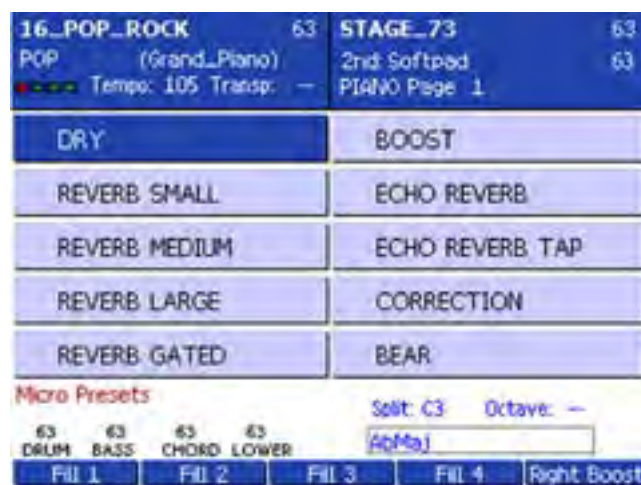 16_POP_ROCK 63
POP (Grand_Piano)
Tempo: 105 Transp: --
STAGE_73 63
2nd: Softpad 63
PIANO Page 1
DRY
BOOST
REVERB SMALL
ECHO REVERB
REVERB MEDIUM
ECHO REVERB TAP
REVERB LARGE
CORRECTION
REVERB GATED
BEAR
Micro Presets
Split: C3 Octave: --
63 63 63 63
DRUM BASS CHORD LOWER
AbMaj
Fill 1 Fill 2 Fill 3 Fill 4 Right Boost